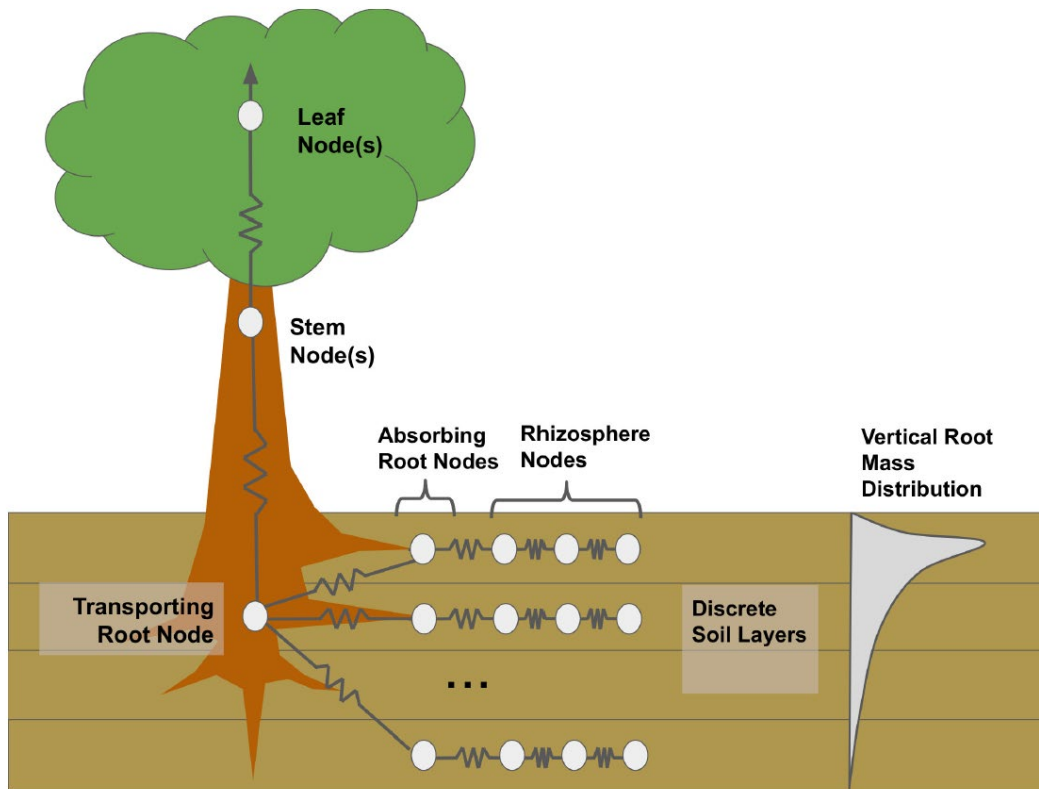 Leaf
Node(s)
Stem
Node(s)
Absorbing
Root Nodes
Rhizosphere
Nodes
Vertical Root
Mass
Distribution
Transporting
Root Node
Discrete
Soil Layers
...